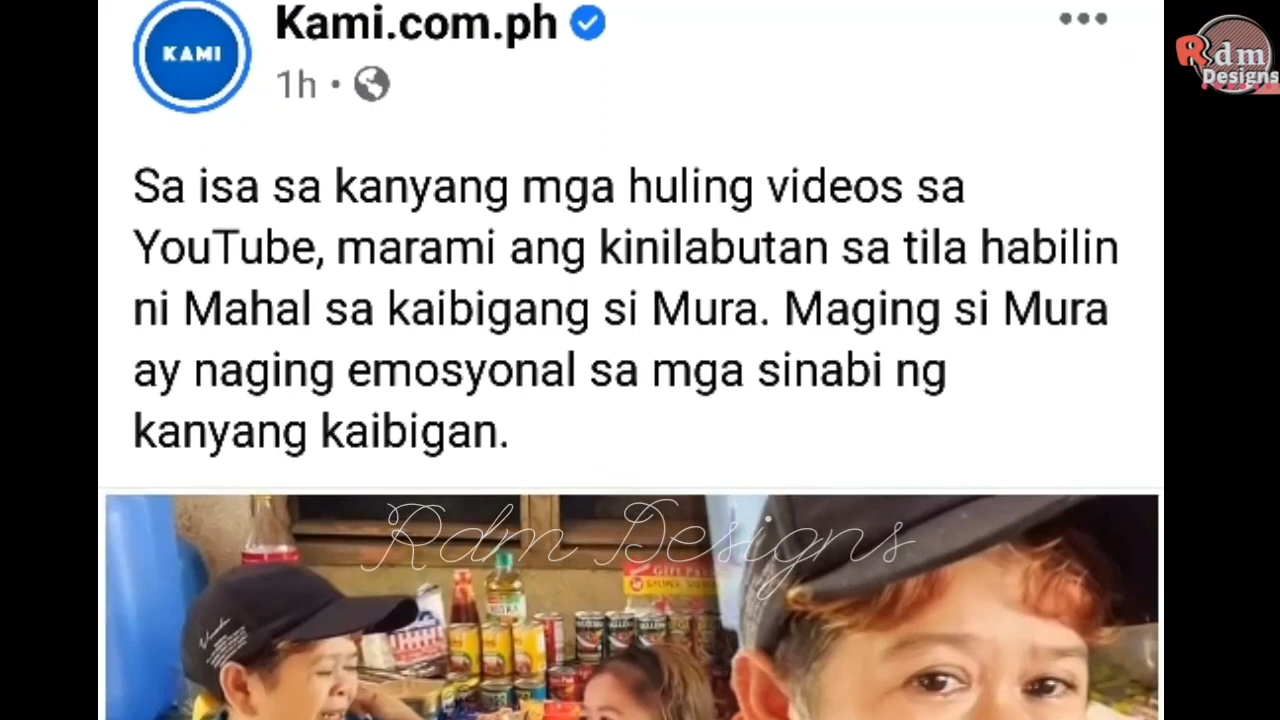 Kami.com.ph
KAMI
1h
Rdm
Designs
Sa isa sa kanyang mga huling videos sa
YouTube, marami ang kinilabutan sa tila habilin
ni Mahal sa kaibigang si Mura. Maging si Mura
ay naging emosyonal sa mga sinabi ng
kanyang kaibigan.
Rdm Designs